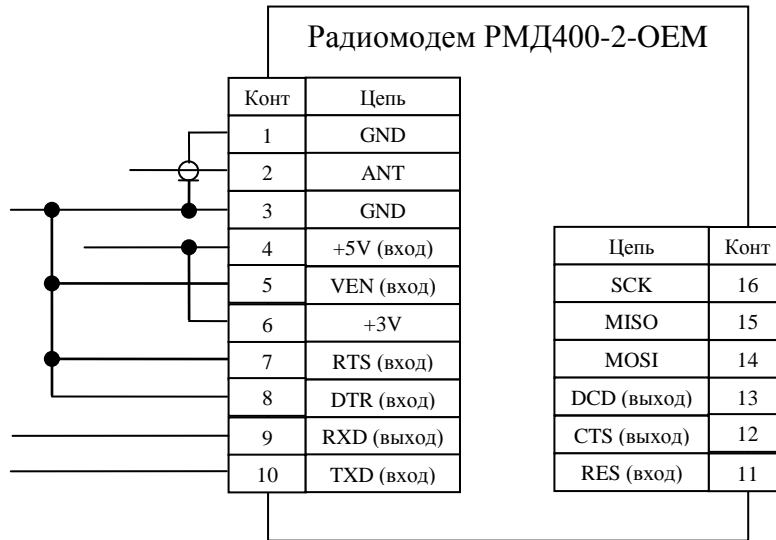 Радиомодем РМД400-2-OEM
Конт Цепь
1 GND
2 ANT
3 GND
4 +5V (вход)
5 VEN (вход)
6 +3V
7 RTS (вход)
8 DTR (вход)
9 RXD (выход)
10 TXD (вход)
Цепь Конт
SCK 16
MISO 15
MOSI 14
DCD (выход) 13
CTS (выход) 12
RES (вход) 11